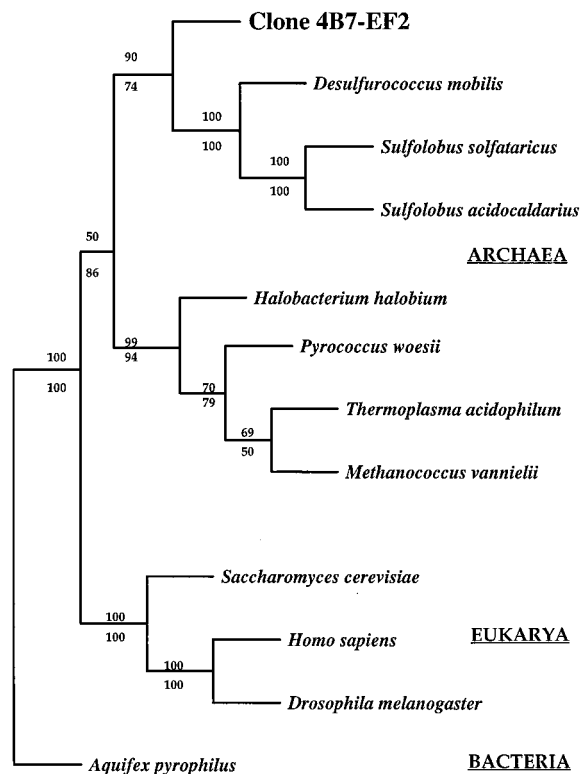 Clone 4B7-EF2
90
74
Desulfurococcus mobilis
100
100
Sulfolobus solfataricus
100
100
Sulfolobus acidocaldarius
50
86
ARCHAEA
Halobacterium halobium
99
94
Pyrococcus woesii
70
79
Thermoplasma acidophilum
69
50
Methanococcus vannielii
100
100
Saccharomyces cerevisiae
100
100
Homo sapiens
EUKARYA
100
100
Drosophila melanogaster
Aquifex pyrophilus
BACTERIA